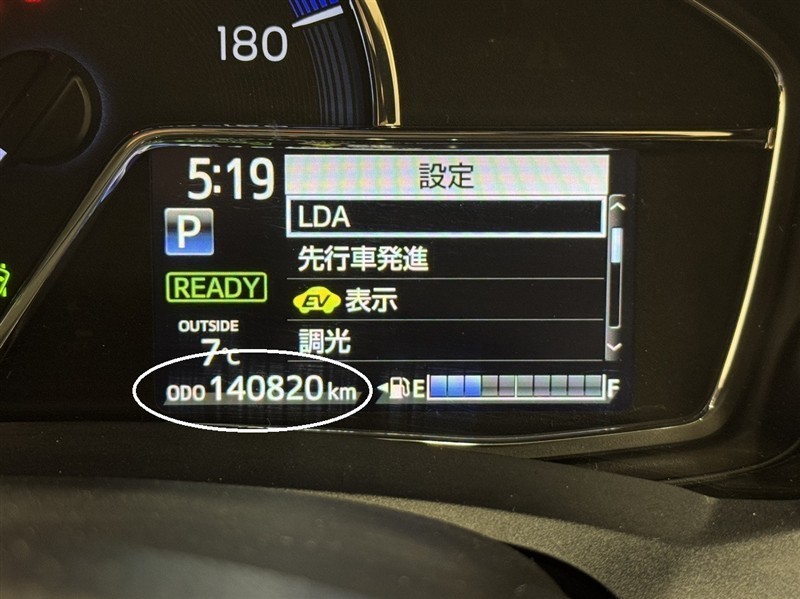 180
5:19
設定
P
LDA
先行車発進
READY
EV 表示
OUTSIDE
調光
7℃
ODO 140820 km
E F